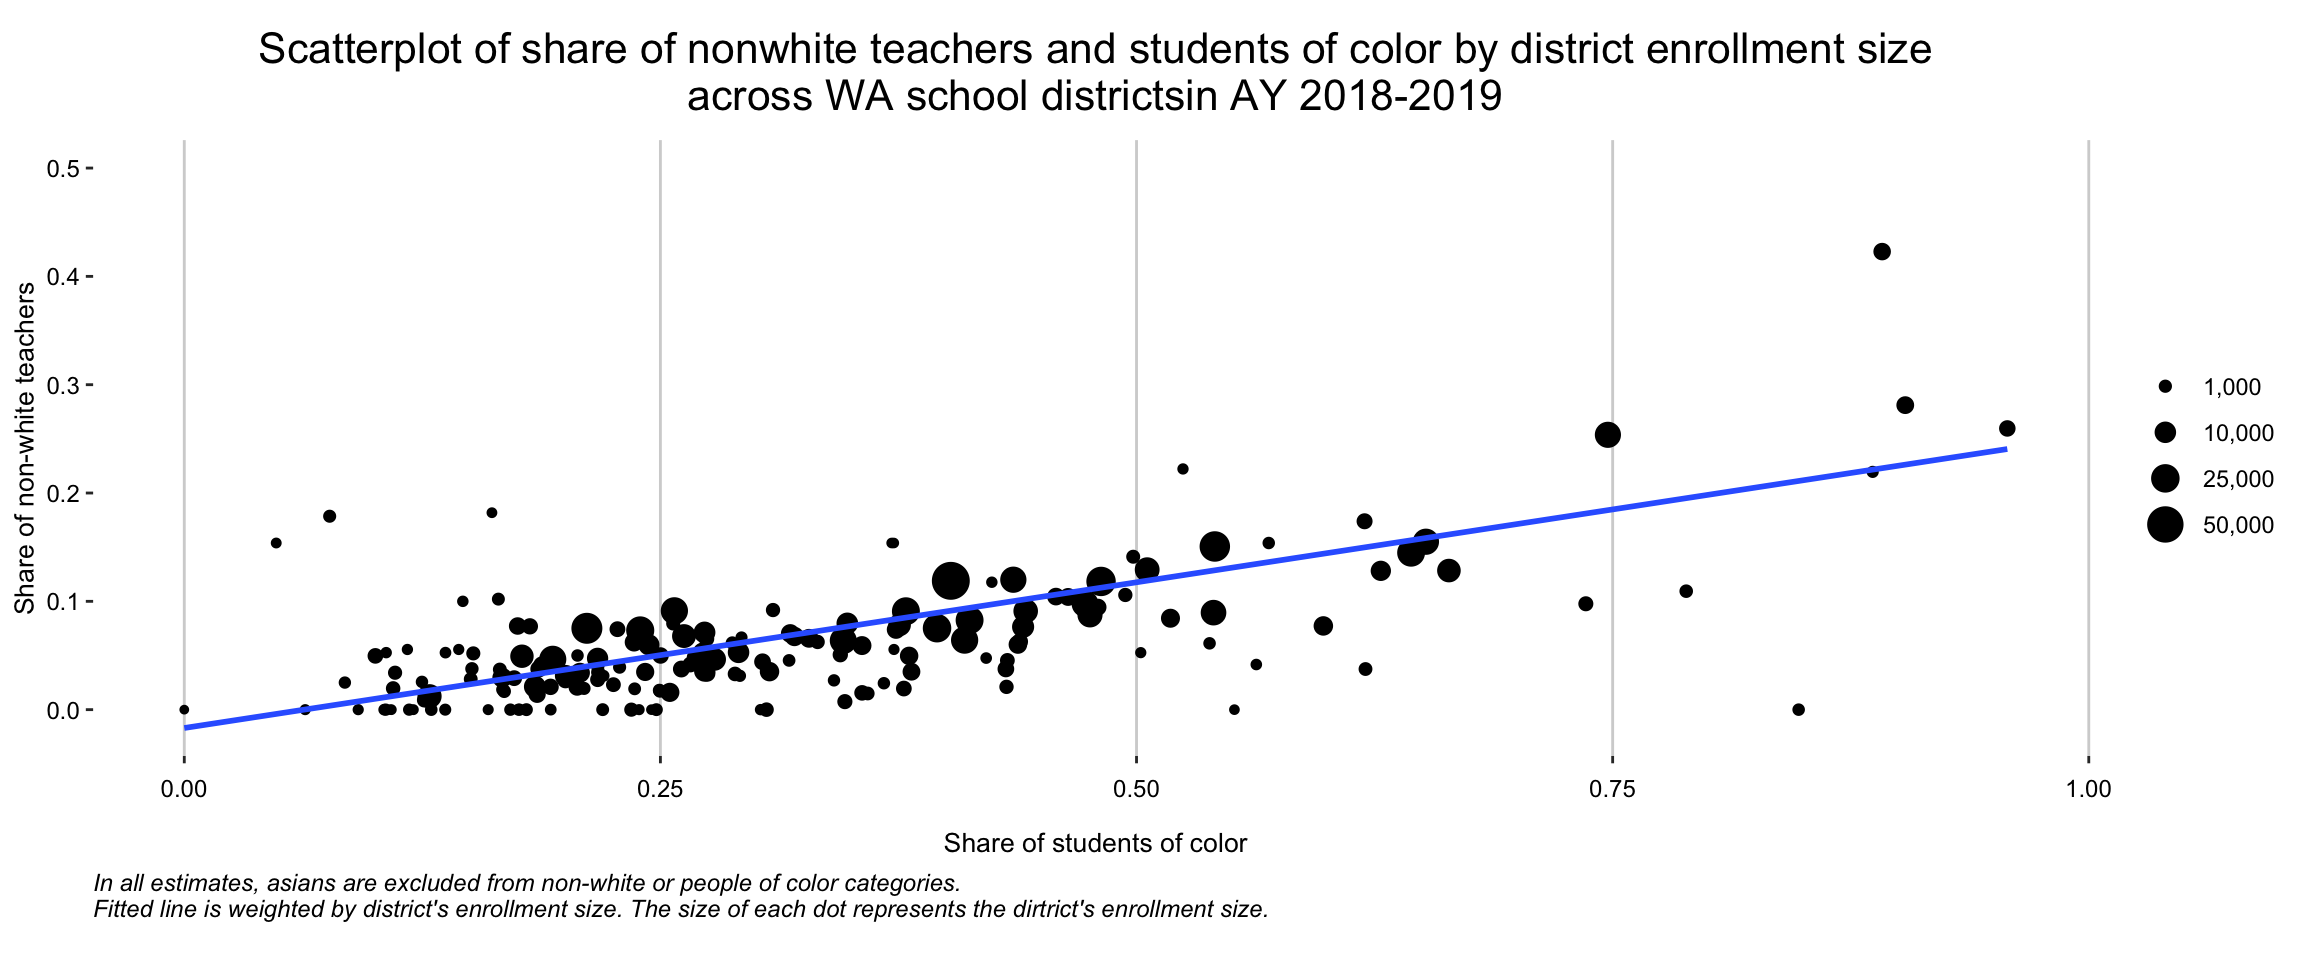 Scatterplot of share of nonwhite teachers and students of color by district enrollment size
across WA school districtsin AY 2018-2019
Share of non-white teachers
0.5
0.4
0.3
0.2
0.1
0.0
0.00
0.25
0.50
0.75
1.00
Share of students of color
1,000
10,000
25,000
50,000
In all estimates, asians are excluded from non-white or people of color categories.
Fitted line is weighted by district's enrollment size. The size of each dot represents the dirtrict's enrollment size.